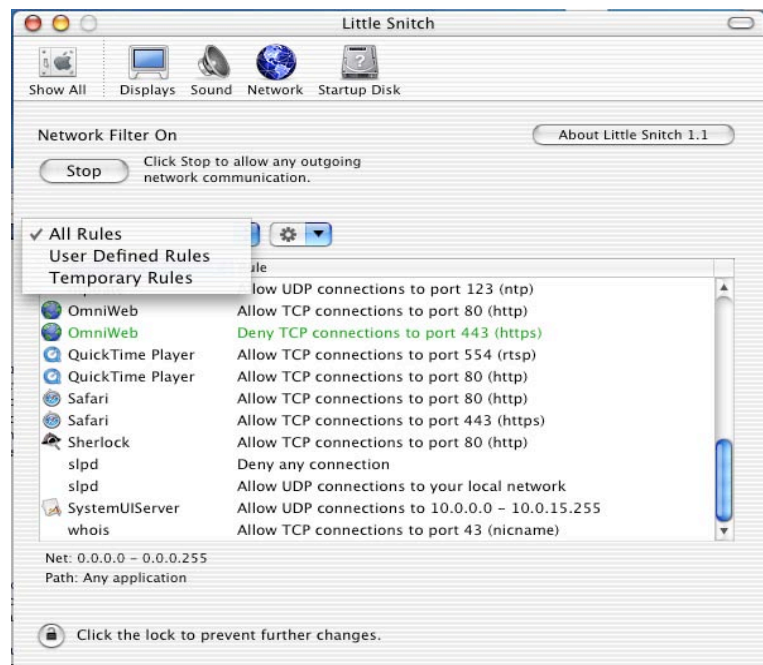 Little Snitch
Show All Displays Sound Network Startup Disk
Network Filter On
About Little Snitch 1.1
Stop
Click Stop to allow any outgoing
network communication.
✓ All Rules
User Defined Rules
Temporary Rules
Allow UDP connections to port 123 (ntp)
OmniWeb Allow TCP connections to port 80 (http)
OmniWeb Deny TCP connections to port 443 (https)
QuickTime Player Allow TCP connections to port 554 (rtsp)
QuickTime Player Allow TCP connections to port 80 (http)
Safari Allow TCP connections to port 80 (http)
Safari Allow TCP connections to port 443 (https)
Sherlock Allow TCP connections to port 80 (http)
slpd Deny any connection
slpd Allow UDP connections to your local network
SystemUIServer Allow UDP connections to 10.0.0.0 – 10.0.15.255
whois Allow TCP connections to port 43 (nicname)
Net: 0.0.0.0 – 0.0.0.255
Path: Any application
Click the lock to prevent further changes.